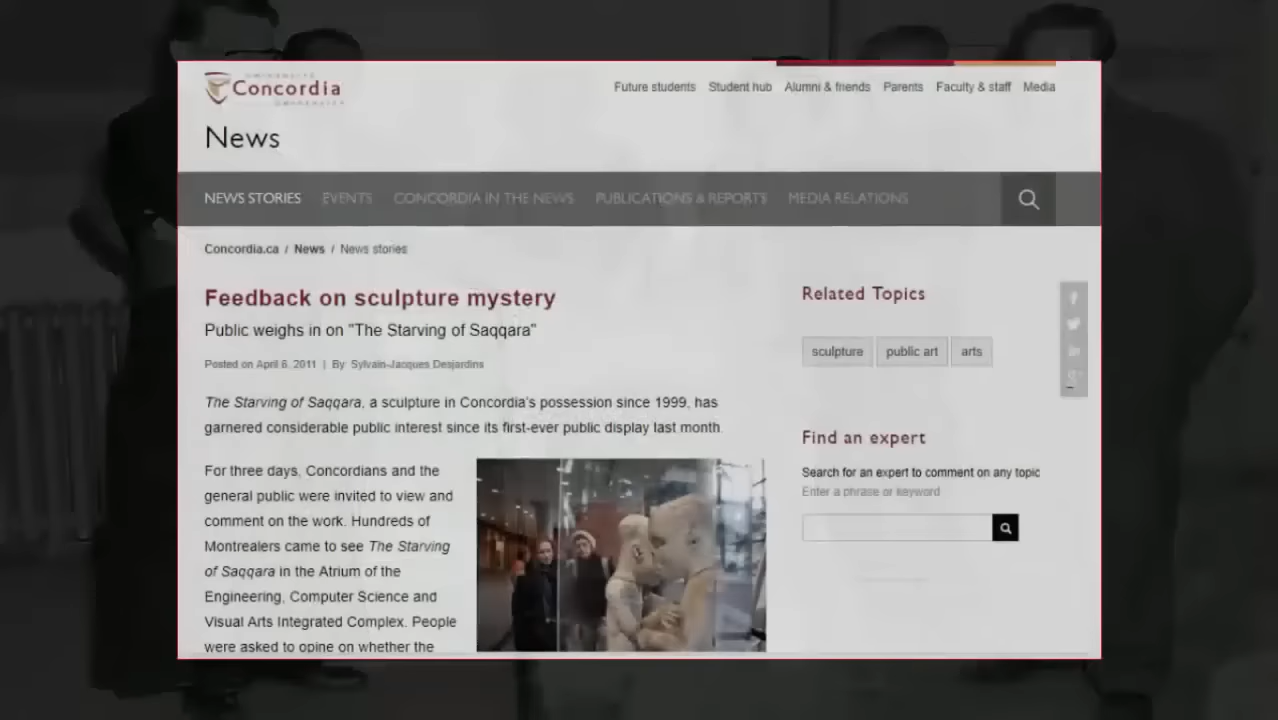 UNIVERSITÉ
Concordia
UNIVERSITY
Future students Student hub Alumni & friends Parents Faculty & staff Media
News
NEWS STORIES EVENTS CONCORDIA IN THE NEWS PUBLICATIONS & REPORTS MEDIA RELATIONS
Concordia.ca / News / News stories
Feedback on sculpture mystery
Public weighs in on "The Starving of Saqqara"
Posted on April 6, 2011 | By: Sylvain-Jacques Desjardins
The Starving of Saqqara, a sculpture in Concordia's possession since 1999, has
garnered considerable public interest since its first-ever public display last month.
For three days, Concordians and the
general public were invited to view and
comment on the work. Hundreds of
Montrealers came to see The Starving
of Saqqara in the Atrium of the
Engineering, Computer Science and
Visual Arts Integrated Complex. People
were asked to opine on whether the
Related Topics
sculpture public art arts
Find an expert
Search for an expert to comment on any topic
Enter a phrase or keyword